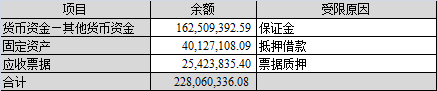 项目 余额 受限原因
货币资金－其他货币资金 162,509,392.59 保证金
固定资产 40,127,108.09 抵押借款
应收票据 25,423,835.40 票据质押
合计 228,060,336.08